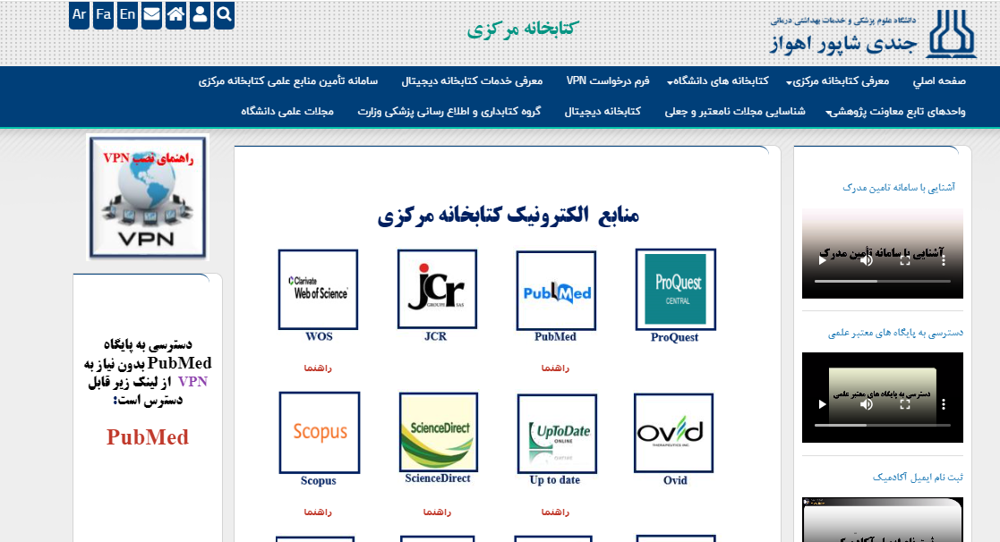 Ar Fa En
کتابخانه مرکزی
دانشگاه علوم پزشکی و خدمات بهداشتی درمانی
جندی شاپور اهواز
صفحه اصلي معرفی کتابخانه مرکزی کتابخانه های دانشگاه فرم درخواست VPN معرفی خدمات کتابخانه دیجیتال سامانه تأمین منابع علمی کتابخانه مرکزی
واحدهای تابع معاونت پژوهشی شناسایی مجلات نامعتبر و جعلی کتابخانه دیجیتال گروه کتابداری و اطلاع رسانی پزشکی وزارت مجلات علمی دانشگاه
آشنایی با سامانه تامین مدرک
آشنایی با سامانه تأمین مدرک
دسترسی به پایگاه های معتبر علمی
دسترسی به پایگاه های معتبر علمی
ثبت نام ایمیل آکادمیک
منابع الکترونیک کتابخانه مرکزی
ProQuest
CENTRAL
ProQuest
PubMed
PubMed
راهنما
jcr
GROUPE SAS
JCR
Clarivate
Web of Science
WOS
راهنما
OVID
THERAPEUTICS INC
Ovid
UpToDate
ONLINE
Up to date
راهنما
ScienceDirect
ScienceDirect
راهنما
Scopus
Scopus
راهنما
راهنمای نصب VPN
VPN
دسترسی به پایگاه
PubMed بدون نیاز به
VPN از لینک زیر قابل
دسترس است:
PubMed